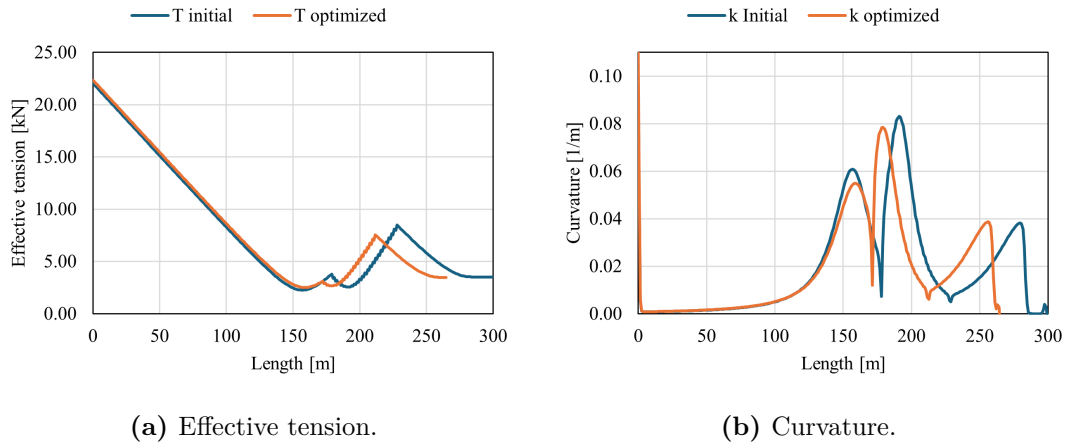 T initial T optimized
25.00
20.00
15.00
10.00
5.00
0.00
Effective tension [kN]
0 50 100 150 200 250 300
Length [m]
(a) Effective tension.
k Initial k optimized
0.10
0.08
0.06
0.04
0.02
0.00
Curvature [1/m]
0 50 100 150 200 250 300
Length [m]
(b) Curvature.